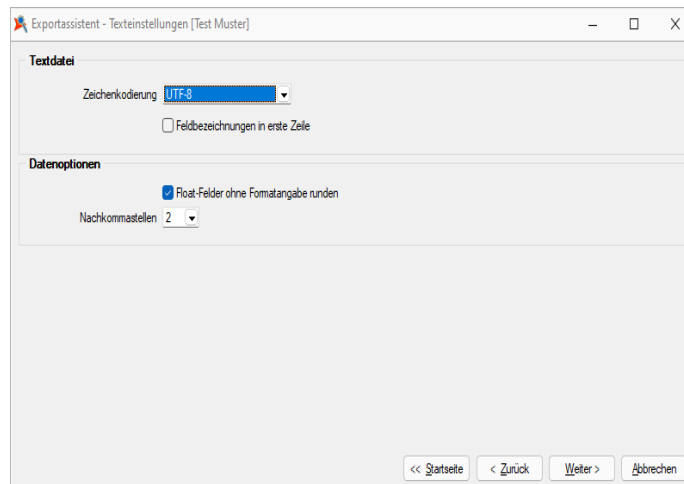 Exportassistent - Texteinstellungen [Test Muster]
Textdatei
Zeichenkodierung UTF-8
Feldbezeichnungen in erste Zeile
Datenoptionen
Float-Felder ohne Formatangabe runden
Nachkommastellen 2
<< Startseite < Zurück Weiter > Abbrechen